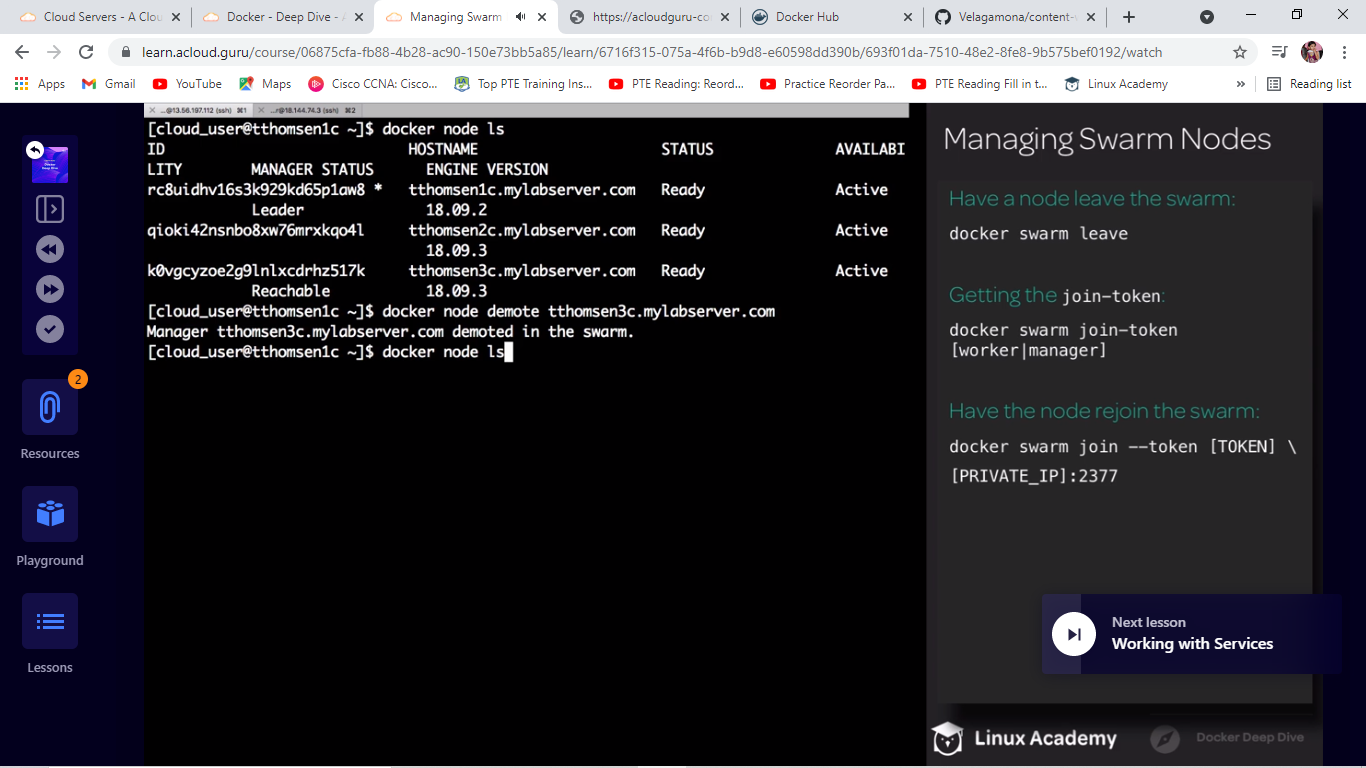 Cloud Servers - A Clou
Docker - Deep Dive - A
Managing Swarm
https://acloudguru-co
Docker Hub
Velagamona/content-
learn.acloud.guru/course/06875cfa-fb88-4b28-ac90-150e73bb5a85/learn/6716f315-075a-4f6b-b9d8-e60598dd390b/693f01da-7510-48e2-8fe8-9b575bef0192/watch
Apps
Gmail
YouTube
Maps
Cisco CCNA: Cisco...
Top PTE Training Ins...
PTE Reading: Reord...
Practice Reorder Pa...
PTE Reading Fill in t...
Linux Academy
»
Reading list
...@13.56.197.112 (ssh) ⌘1
...r@18.144.74.3 (ssh) ⌘2
[cloud_user@tthomsen1c ~]$ docker node ls
ID HOSTNAME STATUS AVAILABI
LITY MANAGER STATUS ENGINE VERSION
rc8uidhv16s3k929kd65p1aw8 * tthomsen1c.mylabserver.com Ready Active
Leader 18.09.2
qioki42nsnbo8xw76mrxkqo4l tthomsen2c.mylabserver.com Ready Active
18.09.3
k0vgcyzoe2g9lnlxcdrhz517k tthomsen3c.mylabserver.com Ready Active
Reachable 18.09.3
[cloud_user@tthomsen1c ~]$ docker node demote tthomsen3c.mylabserver.com
Manager tthomsen3c.mylabserver.com demoted in the swarm.
[cloud_user@tthomsen1c ~]$ docker node ls
2
Resources
Playground
Lessons
Managing Swarm Nodes
Have a node leave the swarm:
docker swarm leave
Getting the join-token:
docker swarm join-token
[worker|manager]
Have the node rejoin the swarm:
docker swarm join --token [TOKEN] \
[PRIVATE_IP]:2377
Next lesson
Working with Services
Linux Academy
Docker Deep Dive